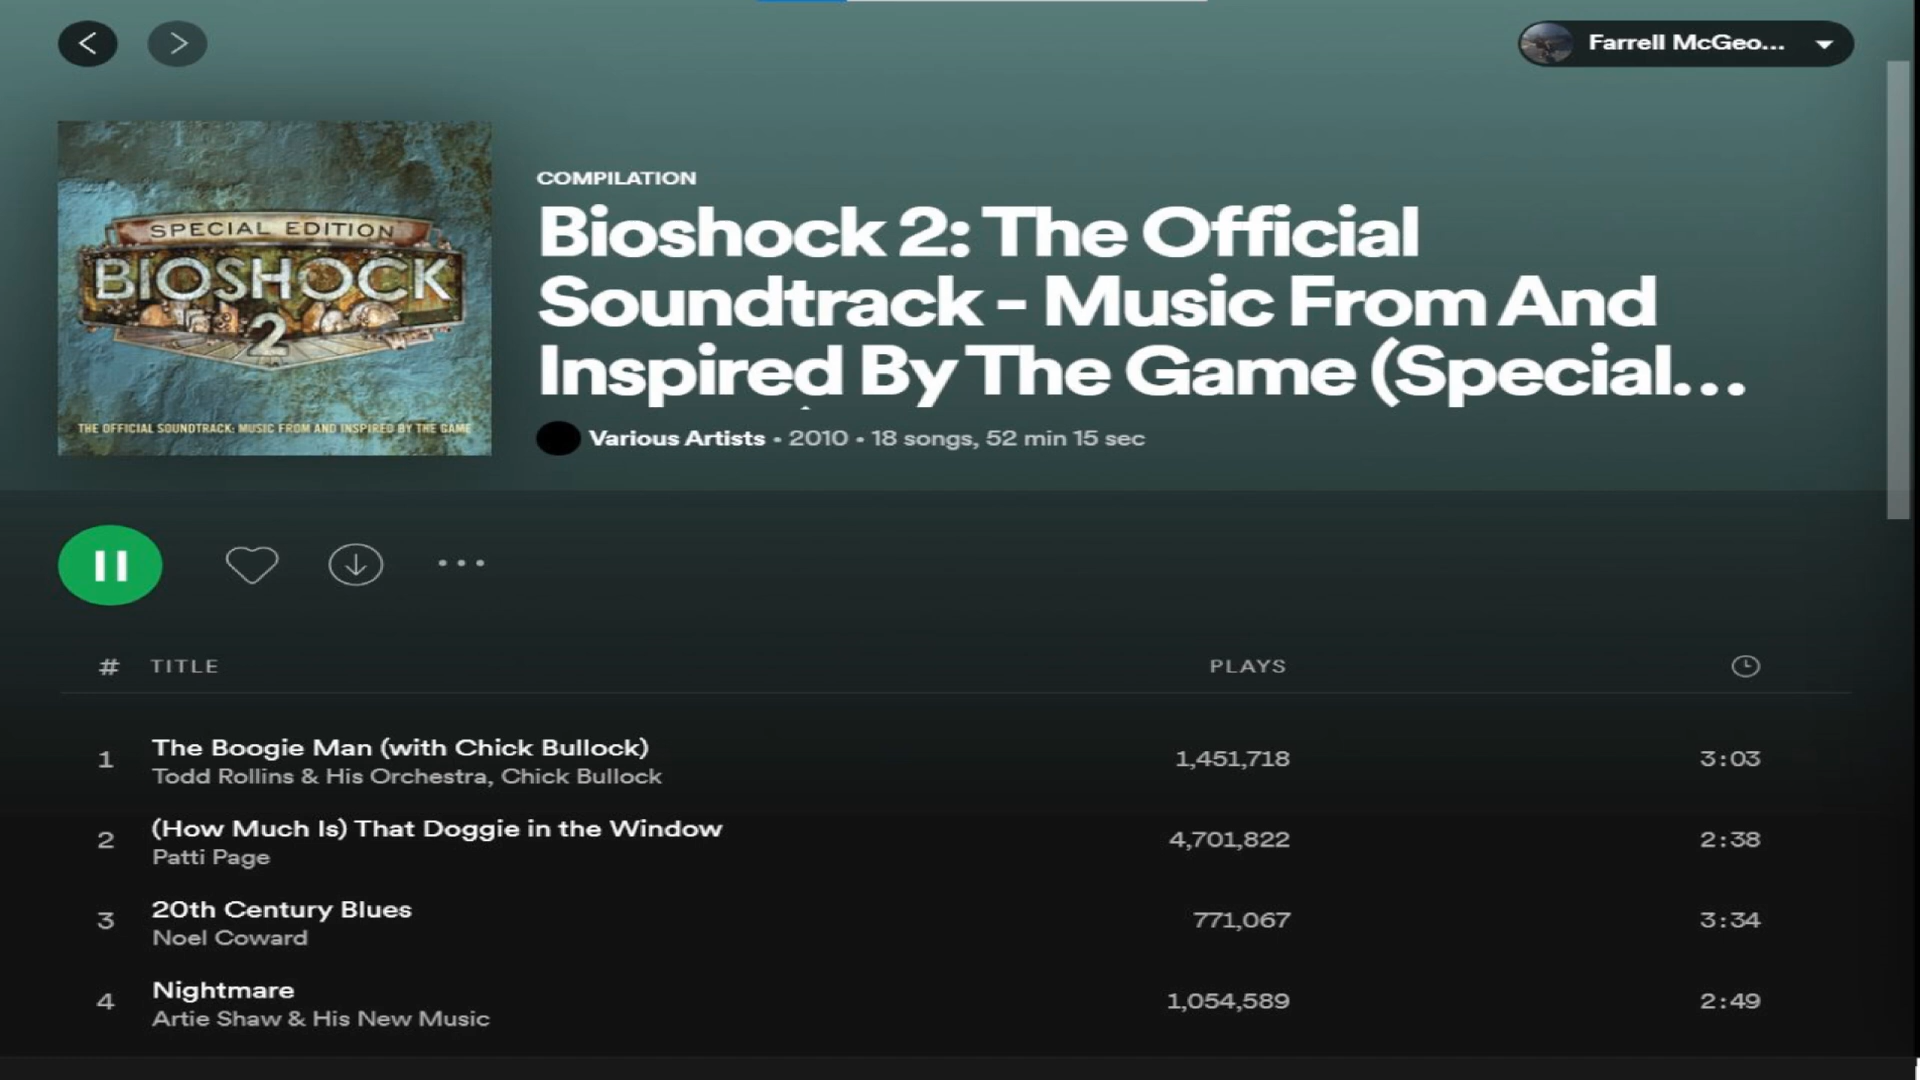 Farrell McGeo...
SPECIAL EDITION
BIOSHOCK
2
THE OFFICIAL SOUNDTRACK: MUSIC FROM AND INSPIRED BY THE GAME
COMPILATION
Bioshock 2: The Official
Soundtrack - Music From And
Inspired By The Game (Special...
Various Artists • 2010 • 18 songs, 52 min 15 sec
# TITLE PLAYS
1 The Boogie Man (with Chick Bullock) 1,451,718 3:03
Todd Rollins & His Orchestra, Chick Bullock
2 (How Much Is) That Doggie in the Window 4,701,822 2:38
Patti Page
3 20th Century Blues 771,067 3:34
Noel Coward
4 Nightmare 1,054,589 2:49
Artie Shaw & His New Music